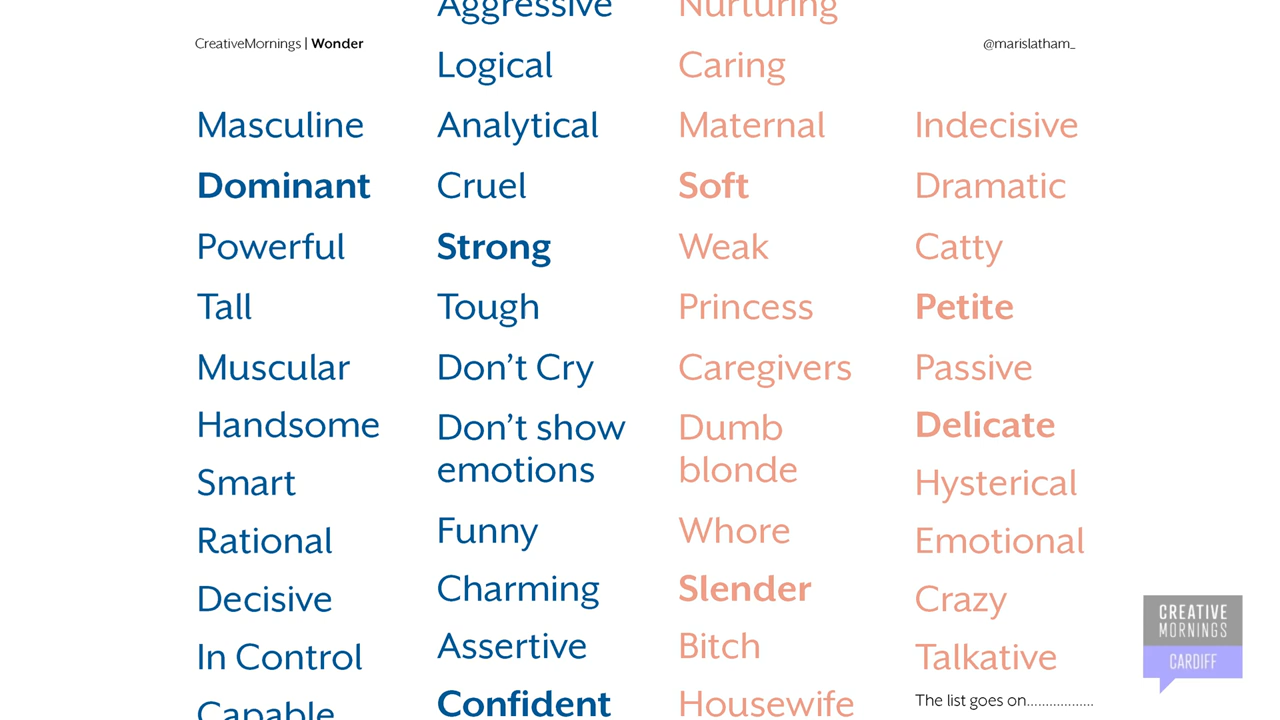 CreativeMornings | Wonder
@marislatham_
Masculine
Dominant
Powerful
Tall
Muscular
Handsome
Smart
Rational
Decisive
In Control
Capable
Aggressive
Logical
Analytical
Cruel
Strong
Tough
Don’t Cry
Don’t show
emotions
Funny
Charming
Assertive
Confident
Nurturing
Caring
Maternal
Soft
Weak
Princess
Caregivers
Dumb
blonde
Whore
Slender
Bitch
Housewife
Indecisive
Dramatic
Catty
Petite
Passive
Delicate
Hysterical
Emotional
Crazy
Talkative
The list goes on..................
CREATIVE
MORNINGS
CARDIFF